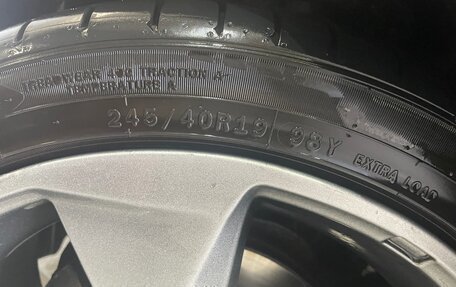 TREADWEAR 400 TRACTION A
TEMPERATURE A
245/40R19 98Y EXTRA LOAD